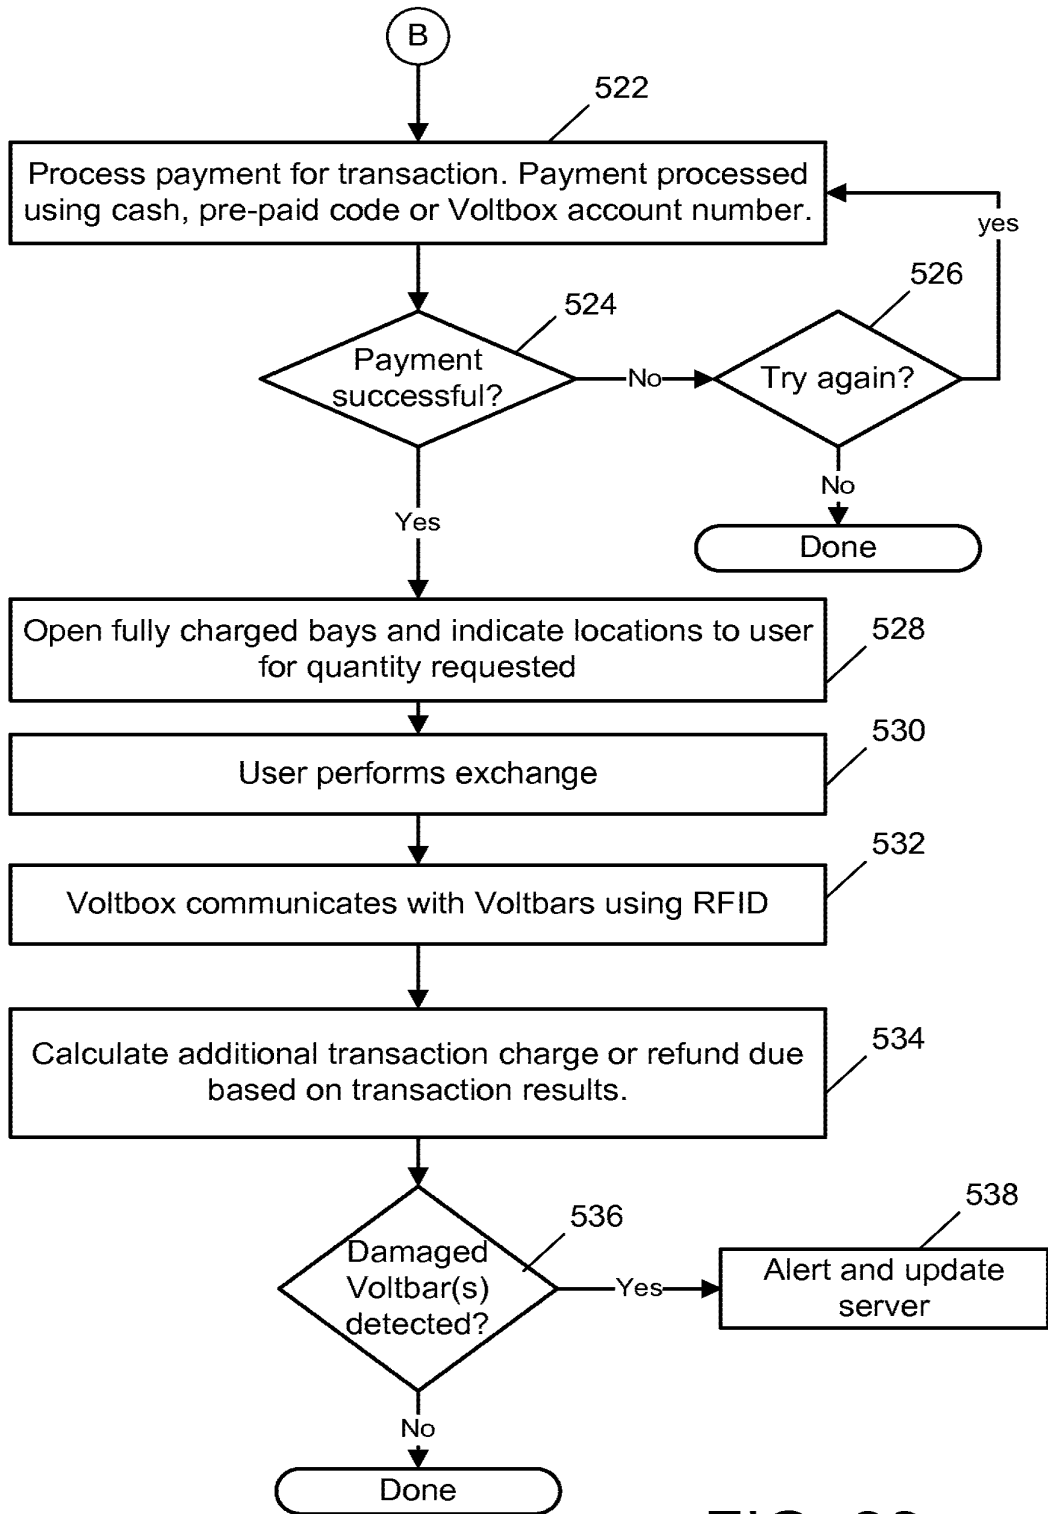 B
522
Process payment for transaction. Payment processed
using cash, pre-paid code or Voltbox account number.
yes
526
524
Payment
successful?
No
Try again?
No
Yes
Done
Open fully charged bays and indicate locations to user
for quantity requested
528
530
User performs exchange
532
Voltbox communicates with Voltbars using RFID
534
Calculate additional transaction charge or refund due
based on transaction results.
538
536
Damaged
Voltbar(s)
detected?
Yes
Alert and update
server
No
Done